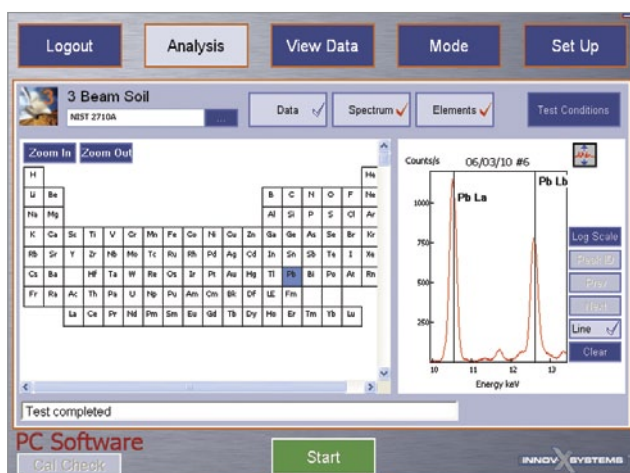 Logout Analysis View Data Mode Set Up
3 Beam Soil
NIST 2710A ... Data Spectrum Elements Test Conditions
Zoom In Zoom Out
H He
Li Be B C N O F Ne
Na Mg Al Si P S Cl Ar
K Ca Sc Ti V Cr Mn Fe Co Ni Cu Zn Ga Ge As Se Br Kr
Rb Sr Y Zr Nb Mo Tc Ru Rh Pd Ag Cd In Sn Sb Te I Xe
Cs Ba Hf Ta W Re Os Ir Pt Au Hg Tl Pb Bi Po At Rn
Fr Ra Ac Th Pa U Np Pu Am Cm Bk DF LE Fm
La Ce Pr Nd Pm Sm Eu Gd Tb Dy Ho Er Tm Yb Lu
Counts/s 06/03/10 #6
Pb La Pb Lb
1000-
750-
500-
250-
10 11 12 13
Energy keV
Log Scale
Peak ID
Prev
Next
Line
Clear
Test completed
PC Software
Cal Check
Start
INNOV X SYSTEMS